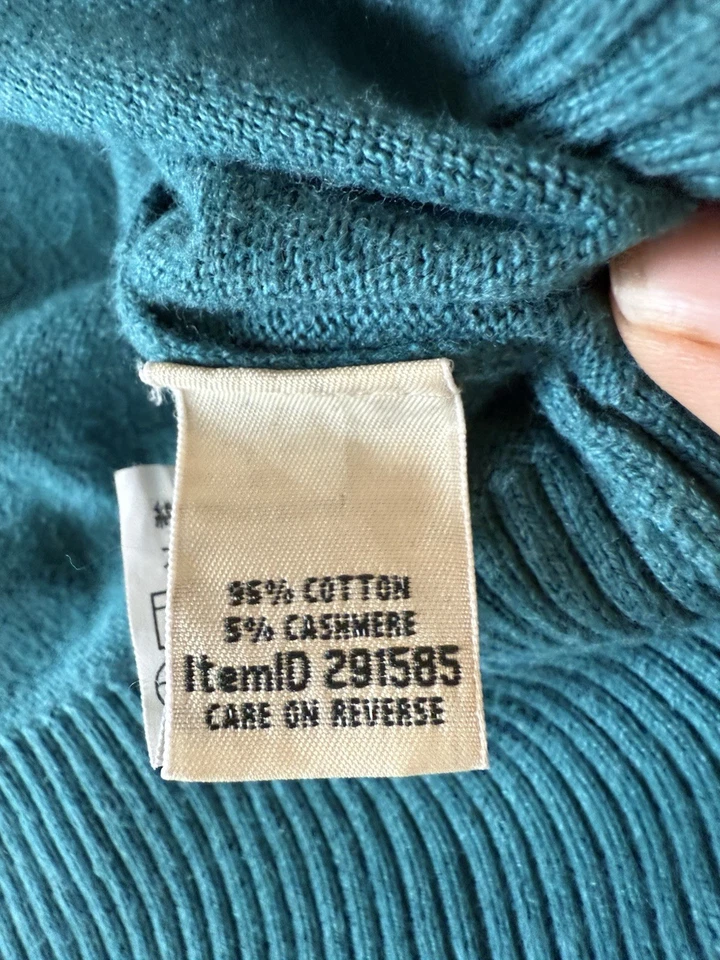 95% COTTON
5% CASHMERE
ItemID 291585
CARE ON REVERSE